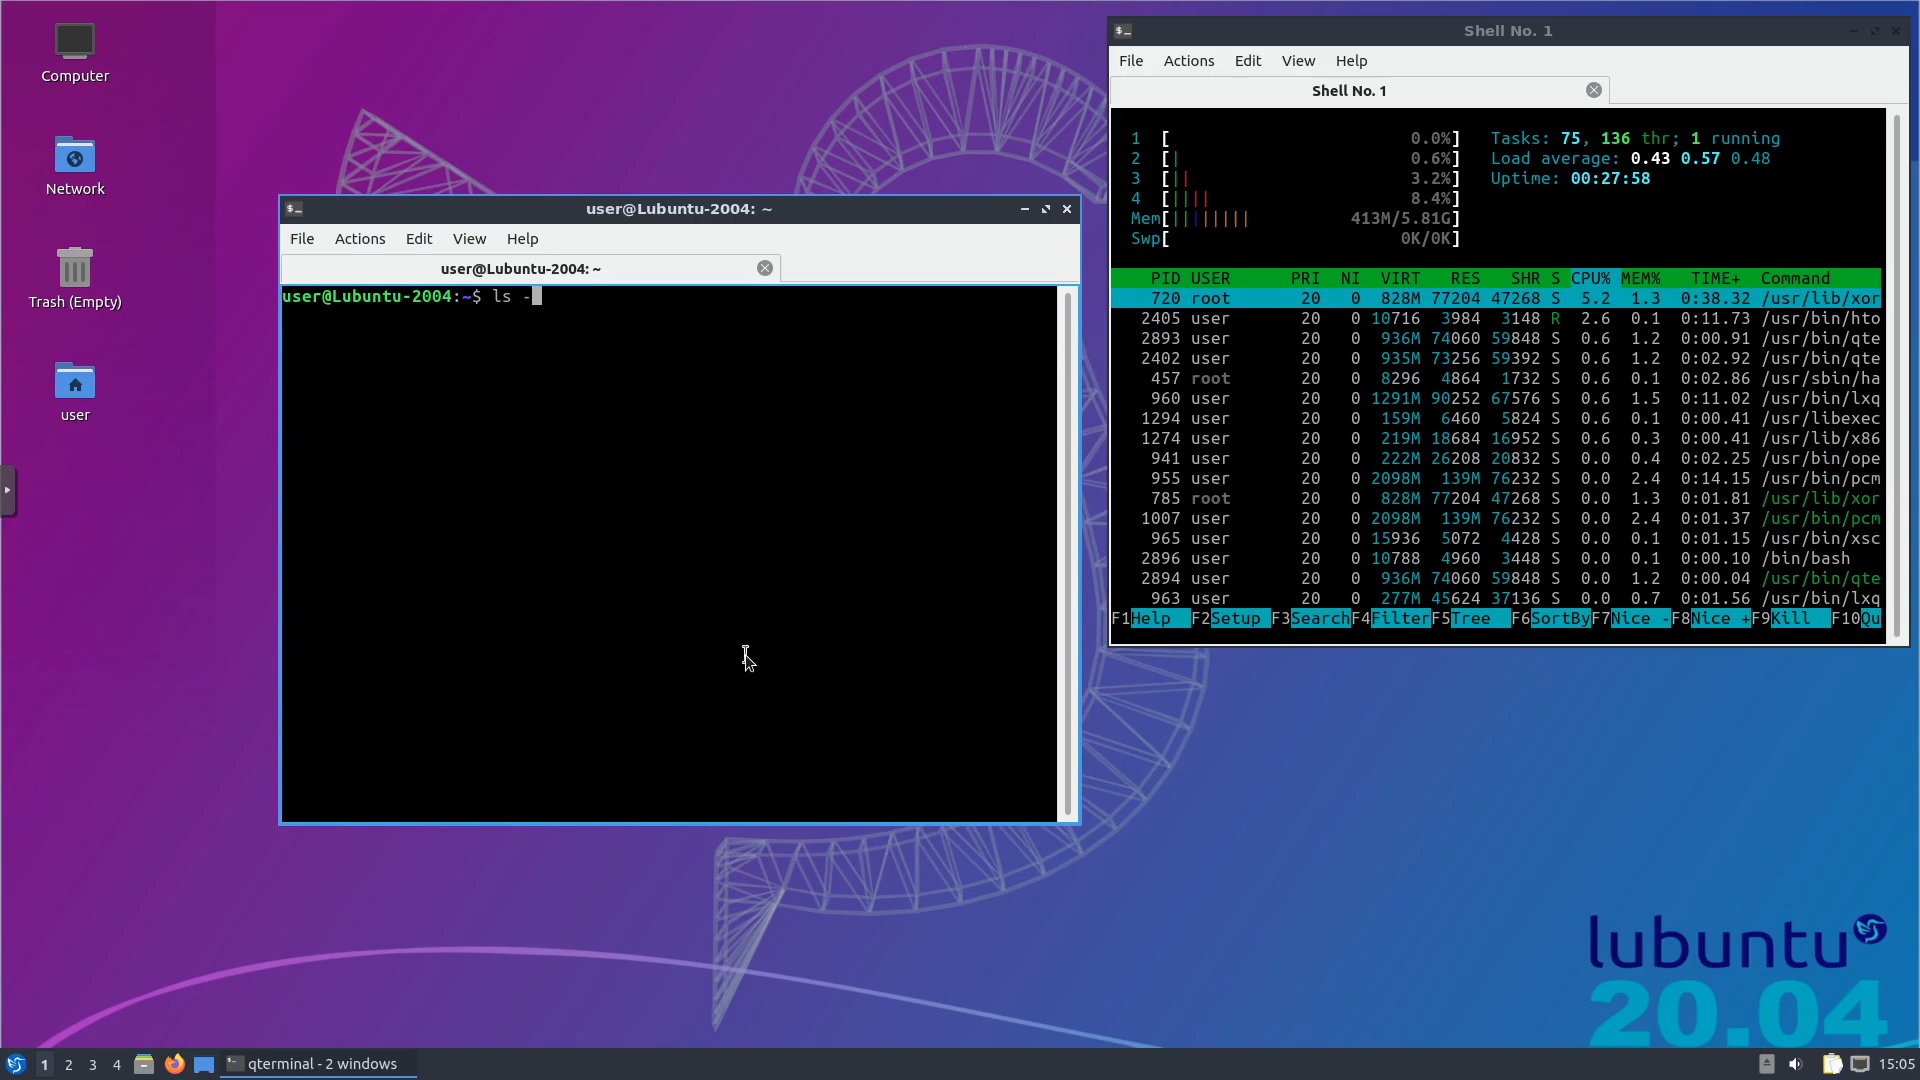 Computer
Network
Trash (Empty)
user
user@Lubuntu-2004: ~
File Actions Edit View Help
user@Lubuntu-2004: ~
user@Lubuntu-2004:~$ ls -
Shell No. 1
File Actions Edit View Help
Shell No. 1
1 [ 0.0%] Tasks: 75, 136 thr; 1 running
2 [| 0.6%] Load average: 0.43 0.57 0.48
3 [|| 3.2%] Uptime: 00:27:58
4 [|||| 8.4%]
Mem[|||||||| 413M/5.81G]
Swp[ 0K/0K]
PID USER PRI NI VIRT RES SHR S CPU% MEM% TIME+ Command
720 root 20 0 828M 77204 47268 S 5.2 1.3 0:38.32 /usr/lib/xor
2405 user 20 0 10716 3984 3148 R 2.6 0.1 0:11.73 /usr/bin/hto
2893 user 20 0 936M 74060 59848 S 0.6 1.2 0:00.91 /usr/bin/qte
2402 user 20 0 935M 73256 59392 S 0.6 1.2 0:02.92 /usr/bin/qte
457 root 20 0 8296 4864 1732 S 0.6 0.1 0:02.86 /usr/sbin/ha
960 user 20 0 1291M 90252 67576 S 0.6 1.5 0:11.02 /usr/bin/lxq
1294 user 20 0 159M 6460 5824 S 0.6 0.1 0:00.41 /usr/libexec
1274 user 20 0 219M 18684 16952 S 0.6 0.3 0:00.41 /usr/lib/x86
941 user 20 0 222M 26208 20832 S 0.0 0.4 0:02.25 /usr/bin/ope
955 user 20 0 2098M 139M 76232 S 0.0 2.4 0:14.15 /usr/bin/pcm
785 root 20 0 828M 77204 47268 S 0.0 1.3 0:01.81 /usr/lib/xor
1007 user 20 0 2098M 139M 76232 S 0.0 2.4 0:01.37 /usr/bin/pcm
965 user 20 0 15936 5072 4428 S 0.0 0.1 0:01.15 /usr/bin/xsc
2896 user 20 0 10788 4960 3448 S 0.0 0.1 0:00.10 /bin/bash
2894 user 20 0 936M 74060 59848 S 0.0 1.2 0:00.04 /usr/bin/qte
963 user 20 0 277M 45624 37136 S 0.0 0.7 0:01.56 /usr/bin/lxq
F1Help F2Setup F3SearchF4FilterF5Tree F6SortByF7Nice -F8Nice +F9Kill F10Qu
lubuntu
20.04
1 2 3 4 qterminal - 2 windows 15:05